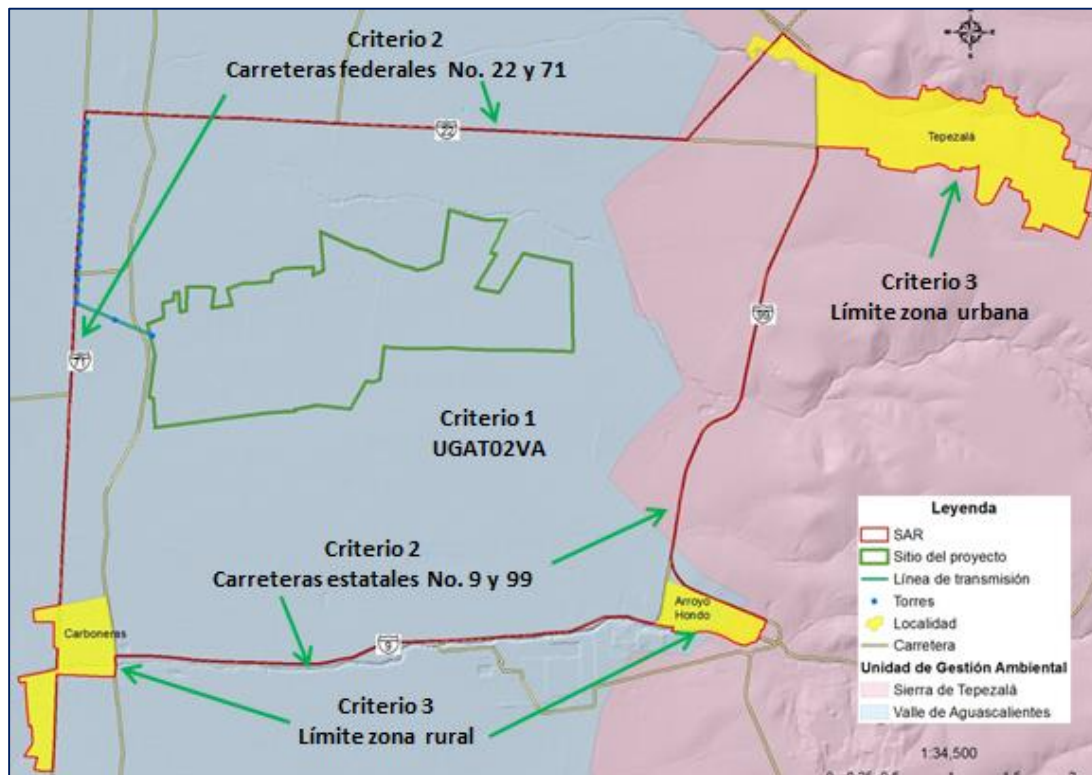 Criterio 2
Carreteras federales No. 22 y 71
22
Tepezalá
Criterio 3
Límite zona urbana
99
71
Criterio 1
UGAT02VA
Criterio 2
Carreteras estatales No. 9 y 99
Arroyo
Hondo
Carboneras
9
Criterio 3
Límite zona rural
Leyenda
SAR
Sitio del proyecto
Línea de transmisión
Torres
Localidad
Carretera
Unidad de Gestión Ambiental
Sierra de Tepezalá
Valle de Aguascalientes
1:34,500